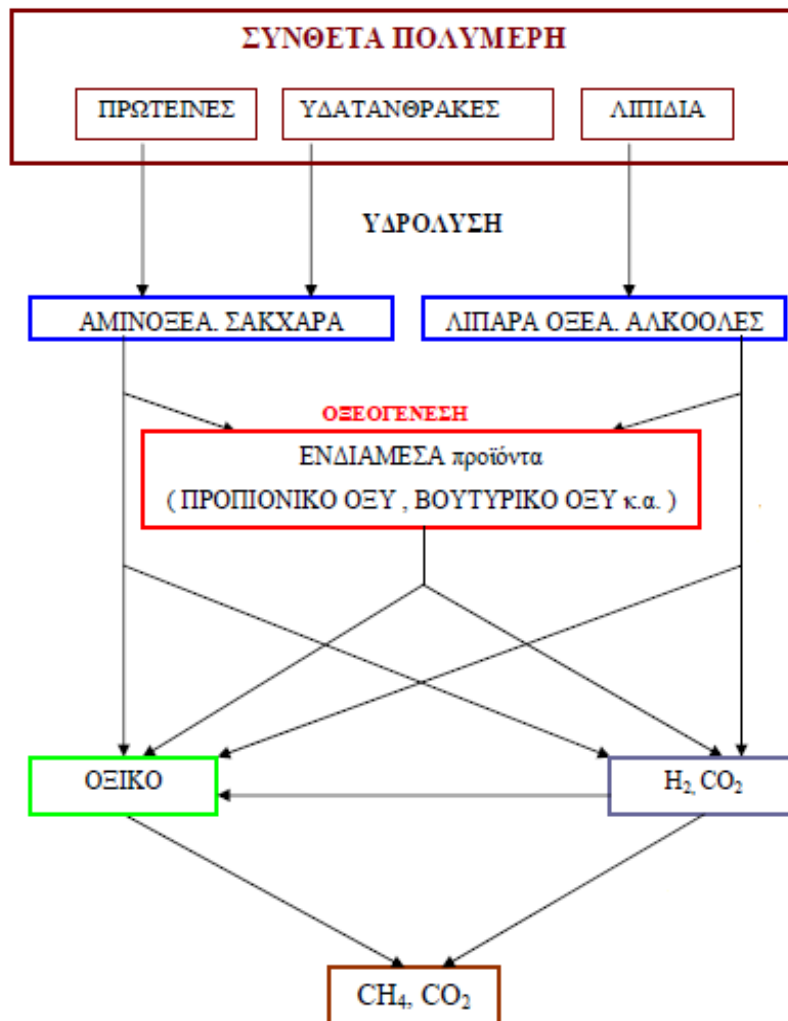 ΣΥΝΘΕΤΑ ΠΟΛΥΜΕΡΗ
ΠΡΩΤΕΙΝΕΣ ΥΔΑΤΑΝΘΡΑΚΕΣ ΛΙΠΙΔΙΑ
ΥΔΡΟΛΥΣΗ
ΑΜΙΝΟΞΕΑ. ΣΑΚΧΑΡΑ ΛΙΠΑΡΑ ΟΞΕΑ. ΑΛΚΟΟΛΕΣ
ΟΞΕΟΓΕΝΕΣΗ
ΕΝΔΙΑΜΕΣΑ προϊόντα
( ΠΡΟΠΙΟΝΙΚΟ ΟΞΥ , ΒΟΥΤΥΡΙΚΟ ΟΞΥ κ.α. )
ΟΞΙΚΟ H₂, CO₂
CH₄, CO₂